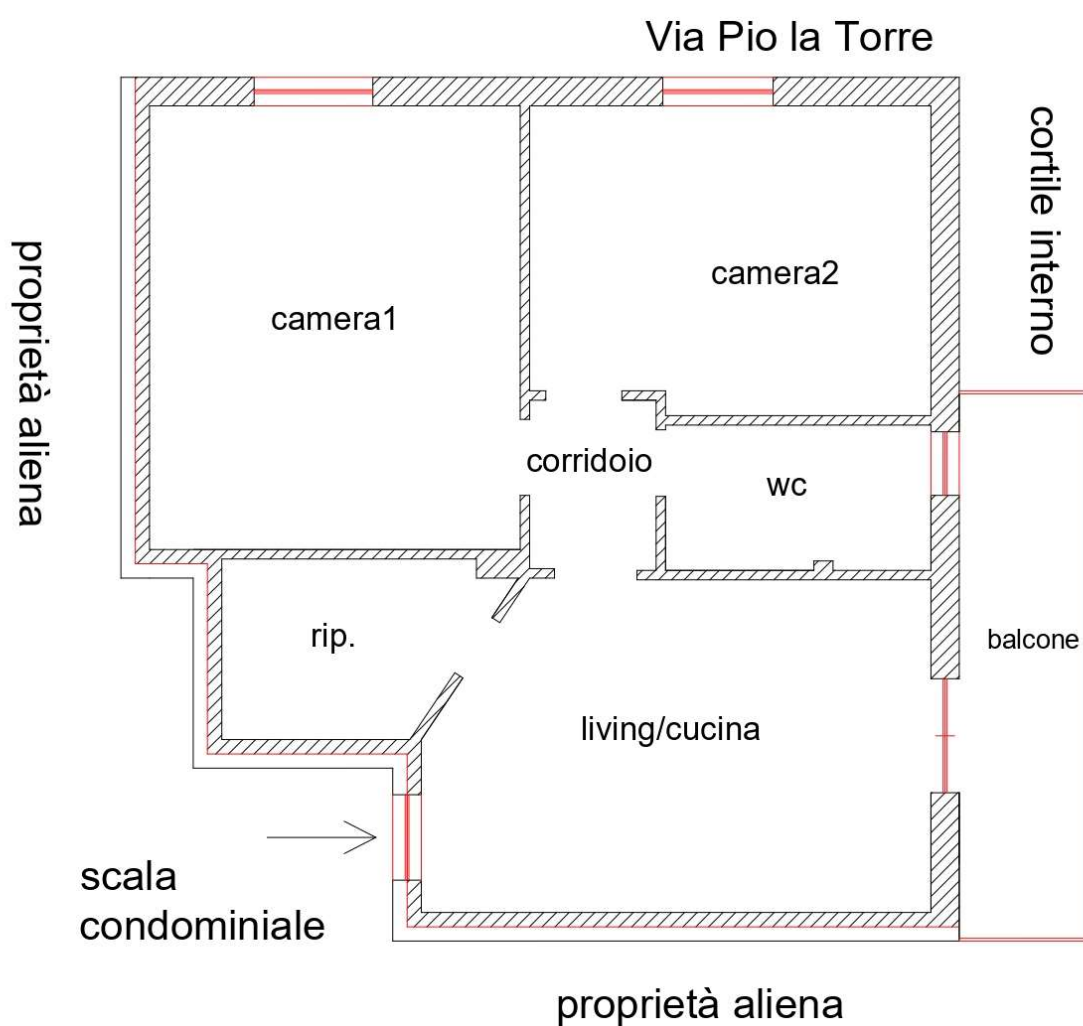 Via Pio la Torre
cortile interno
proprietà aliena
camera1
camera2
corridoio
wc
rip.
balcone
living/cucina
scala
condominiale
proprietà aliena